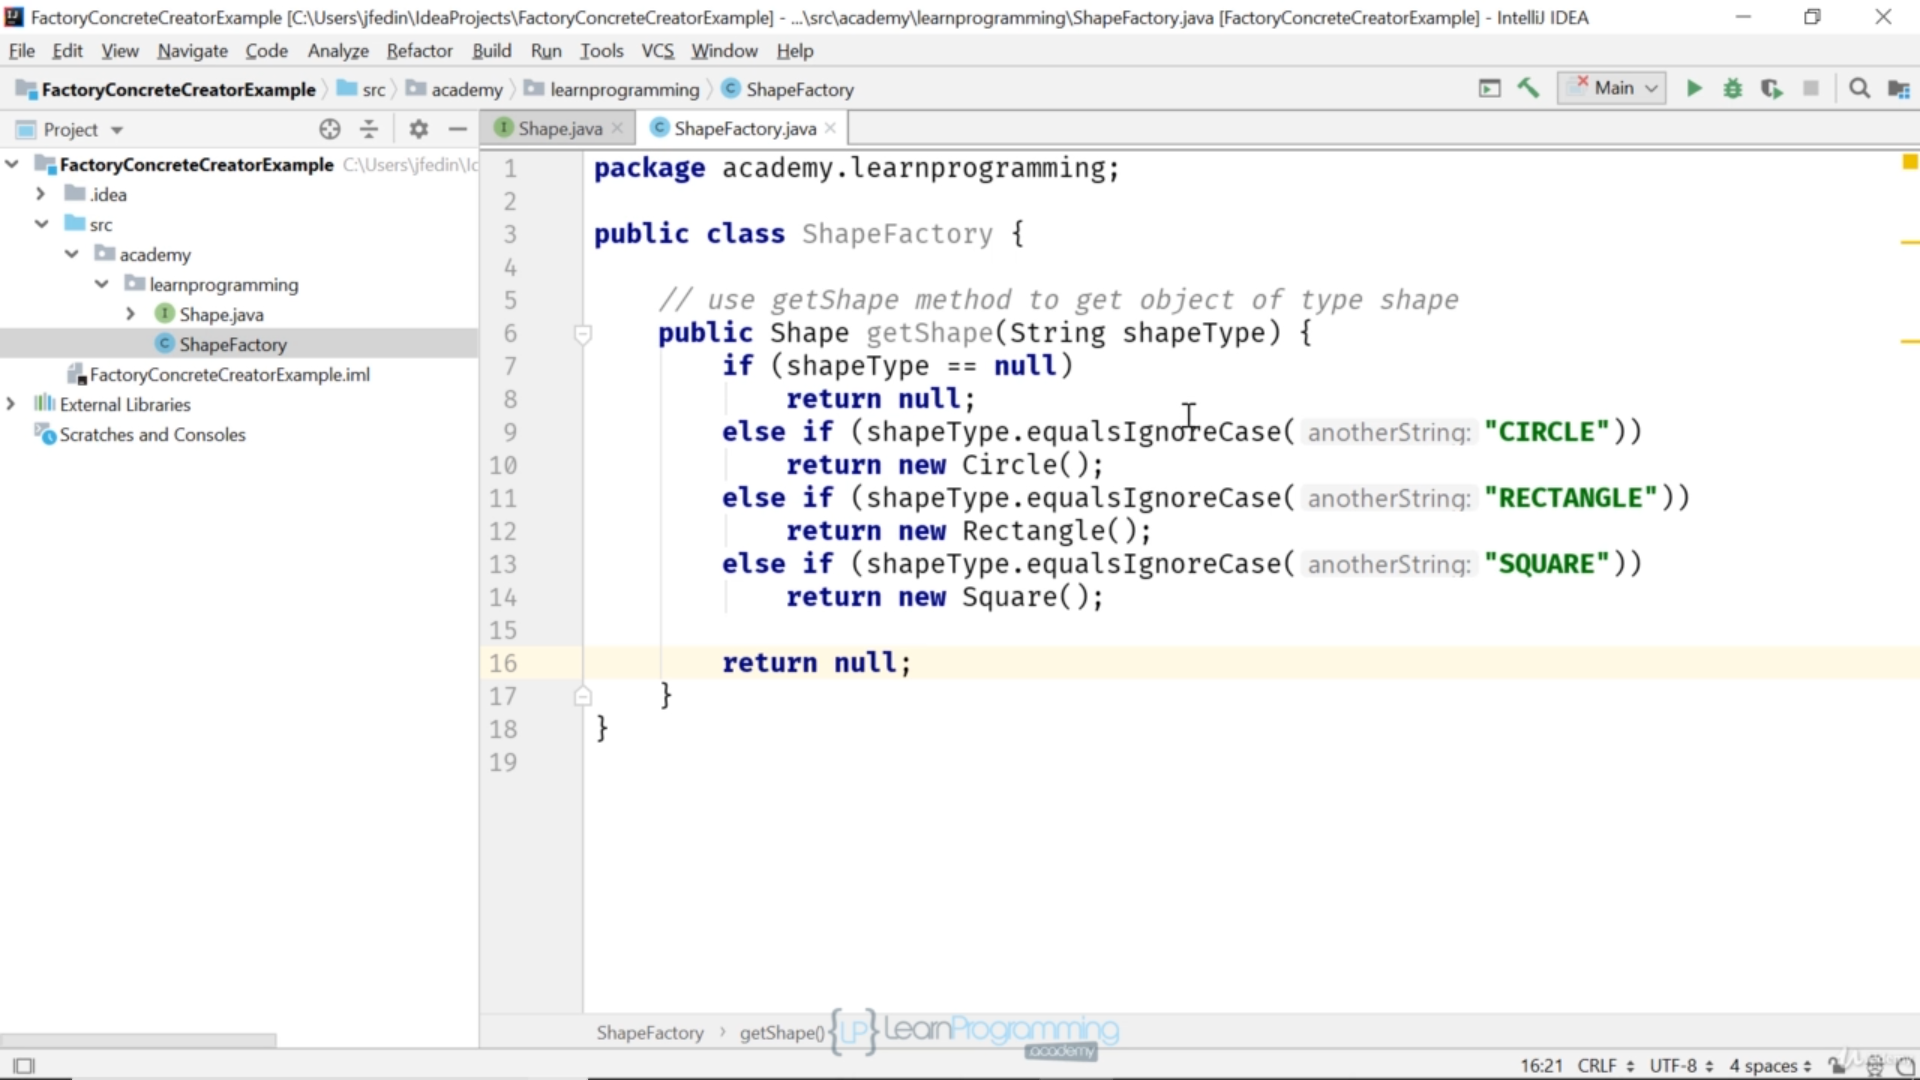 FactoryConcreteCreatorExample [C:\Users\jfedin\IdeaProjects\FactoryConcreteCreatorExample] - ...\src\academy\learnprogramming\ShapeFactory.java [FactoryConcreteCreatorExample] - IntelliJ IDEA
File Edit View Navigate Code Analyze Refactor Build Run Tools VCS Window Help
FactoryConcreteCreatorExample src academy learnprogramming ShapeFactory Main
Project Shape.java ShapeFactory.java
FactoryConcreteCreatorExample C:\Users\jfedin\Id
.idea
src
academy
learnprogramming
Shape.java
ShapeFactory
FactoryConcreteCreatorExample.iml
External Libraries
Scratches and Consoles
1 package academy.learnprogramming;
2
3 public class ShapeFactory {
4
5 // use getShape method to get object of type shape
6 public Shape getShape(String shapeType) {
7 if (shapeType == null)
8 return null;
9 else if (shapeType.equalsIgnoreCase( anotherString: "CIRCLE"))
10 return new Circle();
11 else if (shapeType.equalsIgnoreCase( anotherString: "RECTANGLE"))
12 return new Rectangle();
13 else if (shapeType.equalsIgnoreCase( anotherString: "SQUARE"))
14 return new Square();
15
16 return null;
17 }
18 }
19
ShapeFactory › getShape()
{LP} LearnProgramming
academy
16:21 CRLF UTF-8 4 spaces